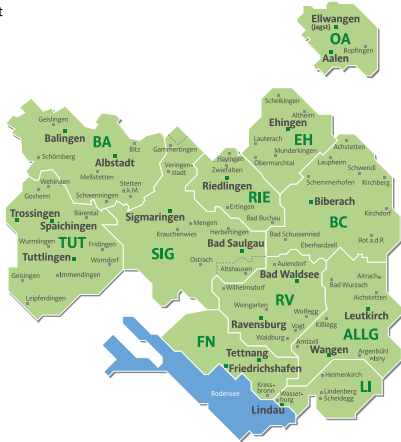 t
Ellwangen
(Jagst)
OA
Bopfingen
Aalen
Schelklingen
Geislingen
Altheim
Ehingen
BA
Balingen
Lauterach
EH
Achstetten
Bitz
Gammertingen
Munderkingen
Hayingen
Laupheim
Schömberg
Albstadt
Obermarchtal
Schwendi
Veringen-
stadt
Zwiefalten
Meßstetten
Kirchberg
Riedlingen
Schemmerhofen
Wehingen
Stetten
a.k.M.
Gosheim
RIE
Schwenningen
Biberach
Ertingen
Trossingen
Bärental
Sigmaringen
Bad Buchau
Kirchdorf
Mengen
BC
Spaichingen
Krauchenwies
Herbertingen
Bad Schussenried
Wurmlingen
TUT
Fridingen
Bad Saulgau
Eberhardzell
Rot a.d.R
SIG
Tuttlingen
Worndorf
Ostrach
Aulendorf
Altshausen
Geisingen
Immendingen
Bad Waldsee
Aitrach
Wilhelmsdorf
Bad Wurzach
Leipferdingen
RV
Aichstetten
Weingarten
Wolfegg
Leutkirch
Ravensburg
Vogt
Kißlegg
ALLG
FN
Waldburg
Amtzell
Tettnang
Wangen
Argenbühl
Isny
Friedrichshafen
Heimenkirch
Kress-
bronn
LI
Bodensee
Wasser-
burg
Lindenberg
Scheidegg
Lindau